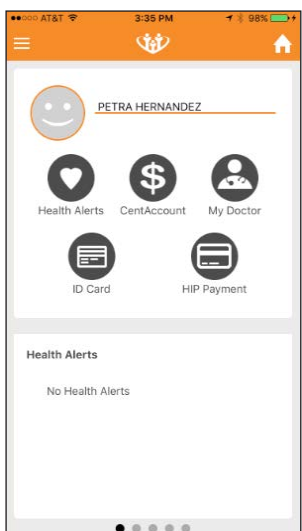 AT&T 3:35 PM 98%
PETRA HERNANDEZ
$
Health Alerts CentAccount My Doctor
ID Card HIP Payment
Health Alerts
No Health Alerts